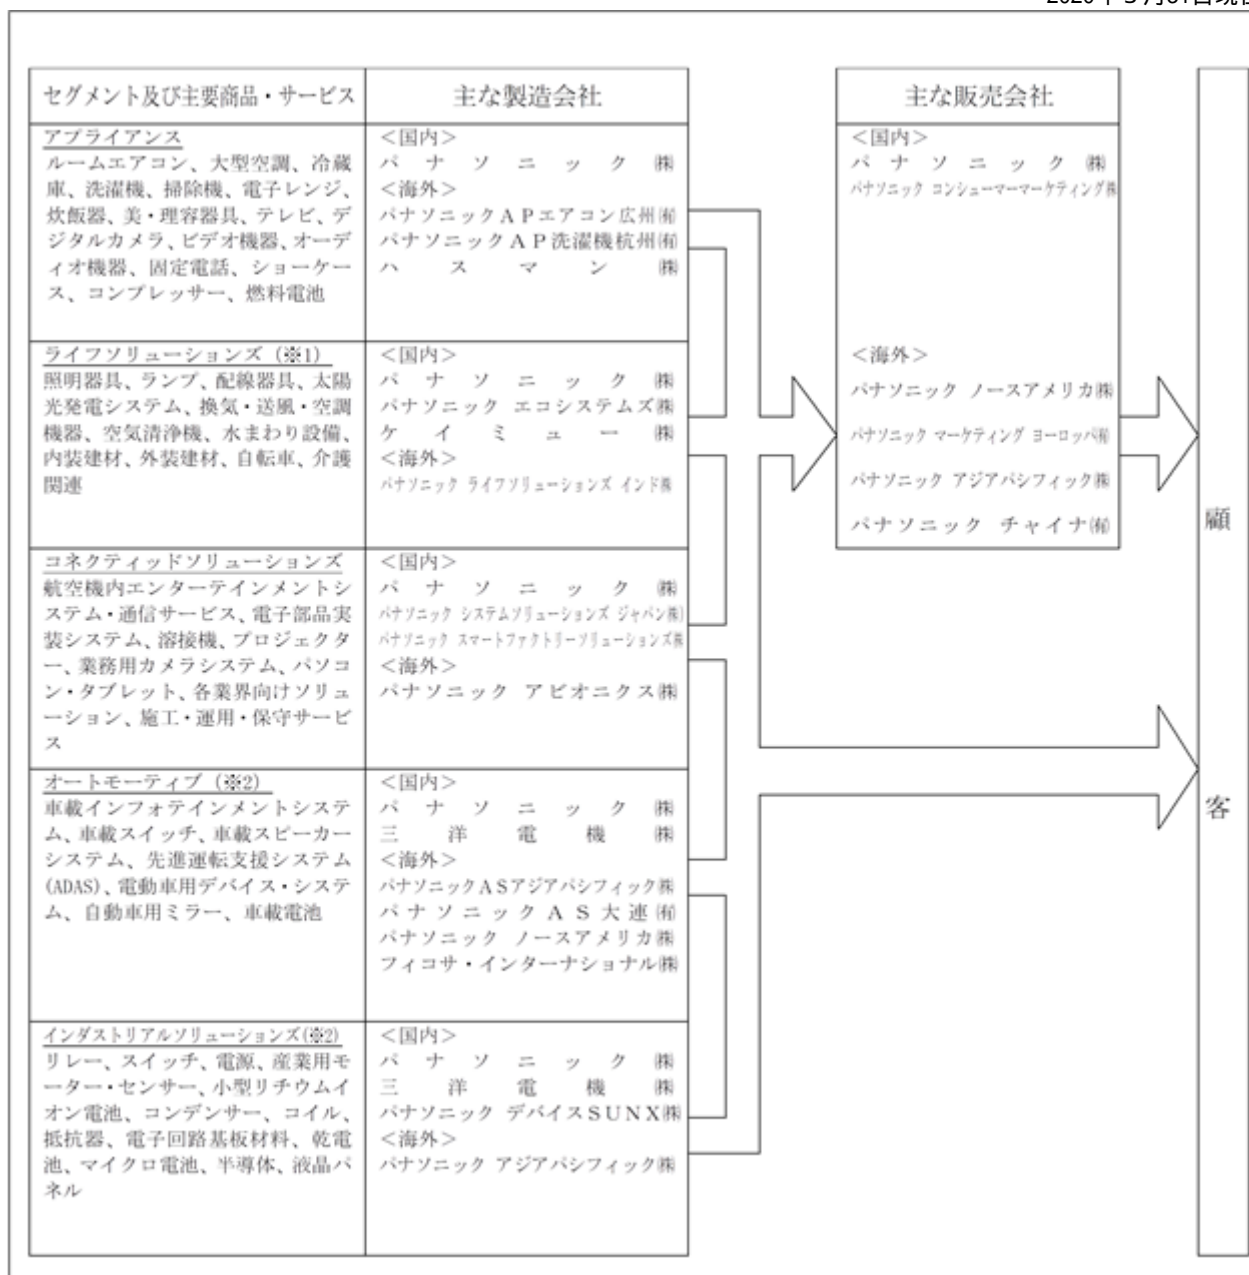 セグメント及び主要商品・サービス
主な製造会社
主な販売会社
アプライアンス
ルームエアコン、大型空調、冷蔵
庫、洗濯機、掃除機、電子レンジ、
炊飯器、美・理容器具、テレビ、デ
ジタルカメラ、ビデオ機器、オーデ
ィオ機器、固定電話、ショーケー
ス、コンプレッサー、燃料電池
＜国内＞
パナソニック㈱
＜海外＞
パナソニックＡＰエアコン広州㈲
パナソニックＡＰ洗濯機杭州㈲
ハスマン㈱
ライフソリューションズ（※1）
照明器具、ランプ、配線器具、太陽
光発電システム、換気・送風・空調
機器、空気清浄機、水まわり設備、
内装建材、外装建材、自転車、介護
関連
＜国内＞
パナソニック㈱
パナソニック エコシステムズ㈱
ケイミュー㈱
＜海外＞
パナソニック ライフソリューションズ インド㈱
コネクティッドソリューションズ
航空機内エンターテインメントシ
ステム・通信サービス、電子部品実
装システム、溶接機、プロジェクタ
ー、業務用カメラシステム、パソコ
ン・タブレット、各業界向けソリュ
ーション、施工・運用・保守サービ
ス
＜国内＞
パナソニック㈱
パナソニック システムソリューションズ ジャパン㈱
パナソニック スマートファクトリーソリューションズ㈱
＜海外＞
パナソニック アビオニクス㈱
オートモーティブ（※2）
車載インフォテインメントシステ
ム、車載スイッチ、車載スピーカー
システム、先進運転支援システム
(ADAS)、電動車用デバイス・システ
ム、自動車用ミラー、車載電池
＜国内＞
パナソニック㈱
三洋電機㈱
＜海外＞
パナソニックＡＳアジアパシフィック㈱
パナソニックＡＳ大連㈲
パナソニック ノースアメリカ㈱
フィコサ・インターナショナル㈱
インダストリアルソリューションズ(※2)
リレー、スイッチ、電源、産業用モ
ーター・センサー、小型リチウムイ
オン電池、コンデンサー、コイル、
抵抗器、電子回路基板材料、乾電
池、マイクロ電池、半導体、液晶パ
ネル
＜国内＞
パナソニック㈱
三洋電機㈱
パナソニック デバイスＳＵＮＸ㈱
＜海外＞
パナソニック アジアパシフィック㈱
＜国内＞
パナソニック㈱
パナソニック コンシューマーマーケティング㈱
＜海外＞
パナソニック ノースアメリカ㈱
パナソニック マーケティング ヨーロッパ㈲
パナソニック アジアパシフィック㈱
パナソニック チャイナ㈲
顧
客